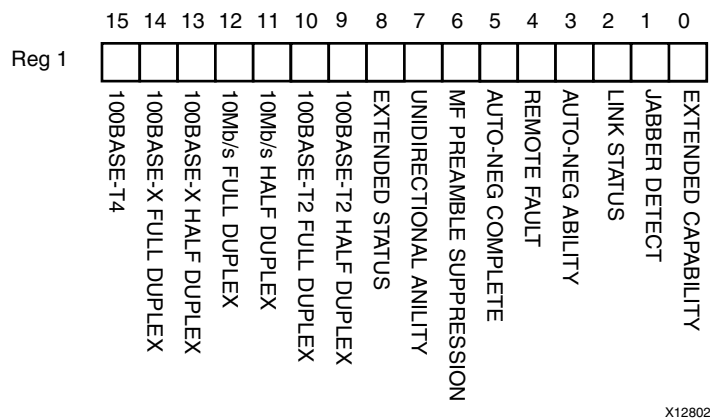 15 14 13 12 11 10 9 8 7 6 5 4 3 2 1 0
Reg 1
100BASE-T4
100BASE-X FULL DUPLEX
100BASE-X HALF DUPLEX
10Mb/s FULL DUPLEX
10Mb/s HALF DUPLEX
100BASE-T2 FULL DUPLEX
100BASE-T2 HALF DUPLEX
EXTENDED STATUS
UNIDIRECTIONAL ANILITY
MF PREAMBLE SUPPRESSION
AUTO-NEG COMPLETE
REMOTE FAULT
AUTO-NEG ABILITY
LINK STATUS
JABBER DETECT
EXTENDED CAPABILITY
X12802